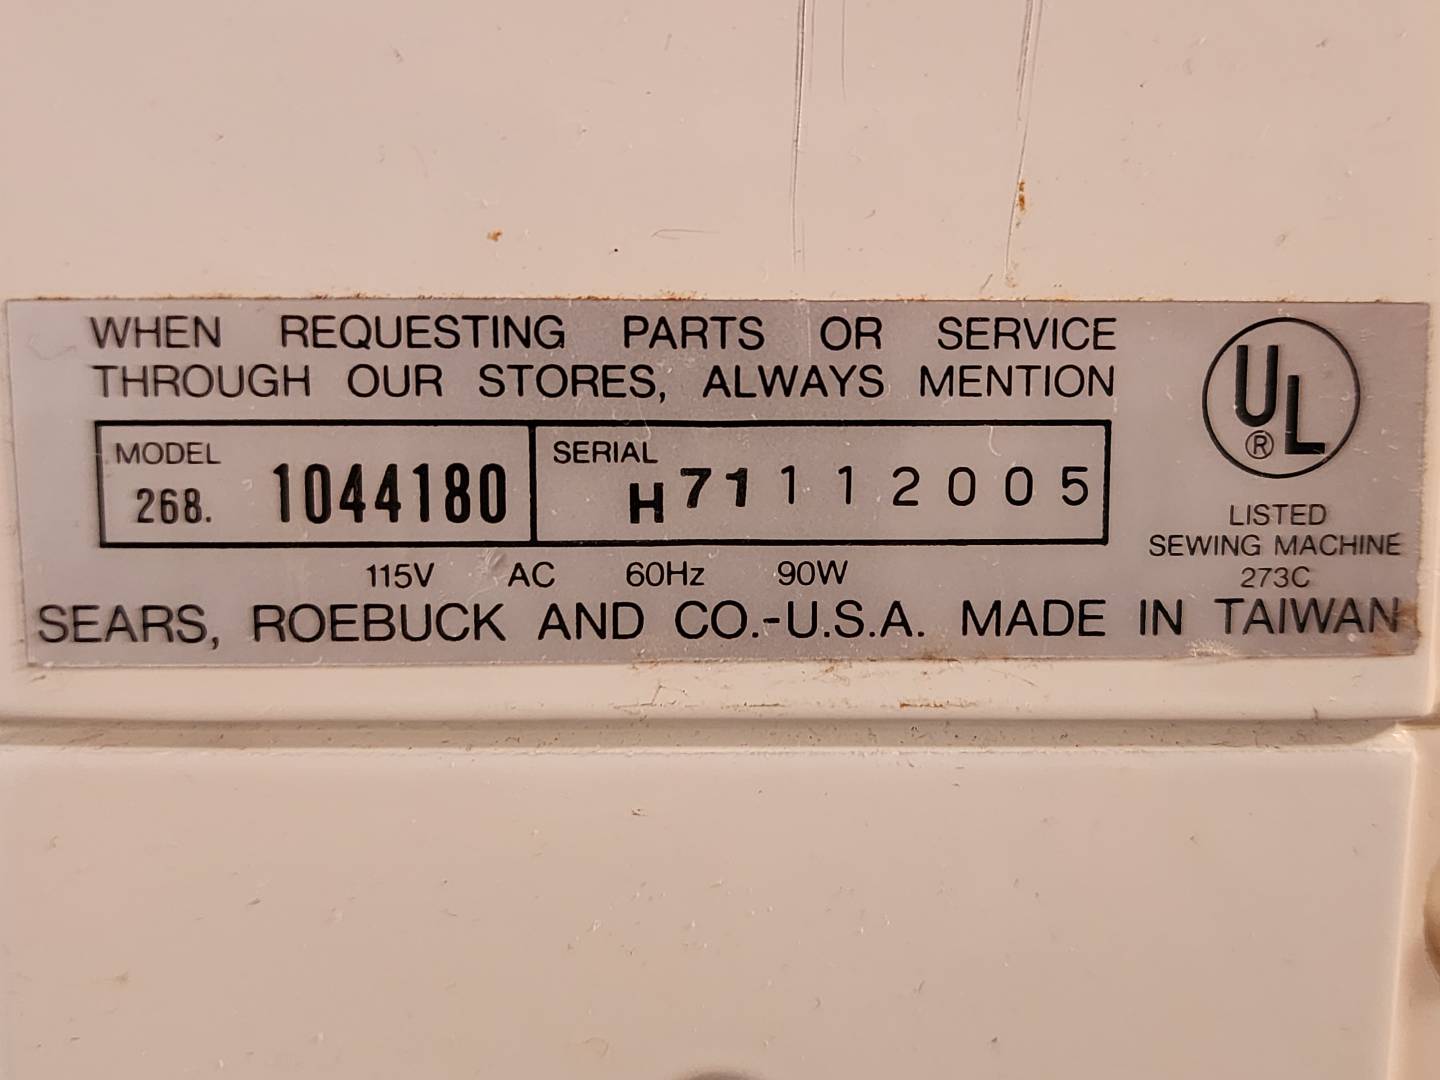 WHEN REQUESTING PARTS OR SERVICE
THROUGH OUR STORES, ALWAYS MENTION
MODEL
268. 1044180
SERIAL
H71112005
115V AC 60Hz 90W
SEARS, ROEBUCK AND CO.-U.S.A. MADE IN TAIWAN
UL
®
LISTED
SEWING MACHINE
273C